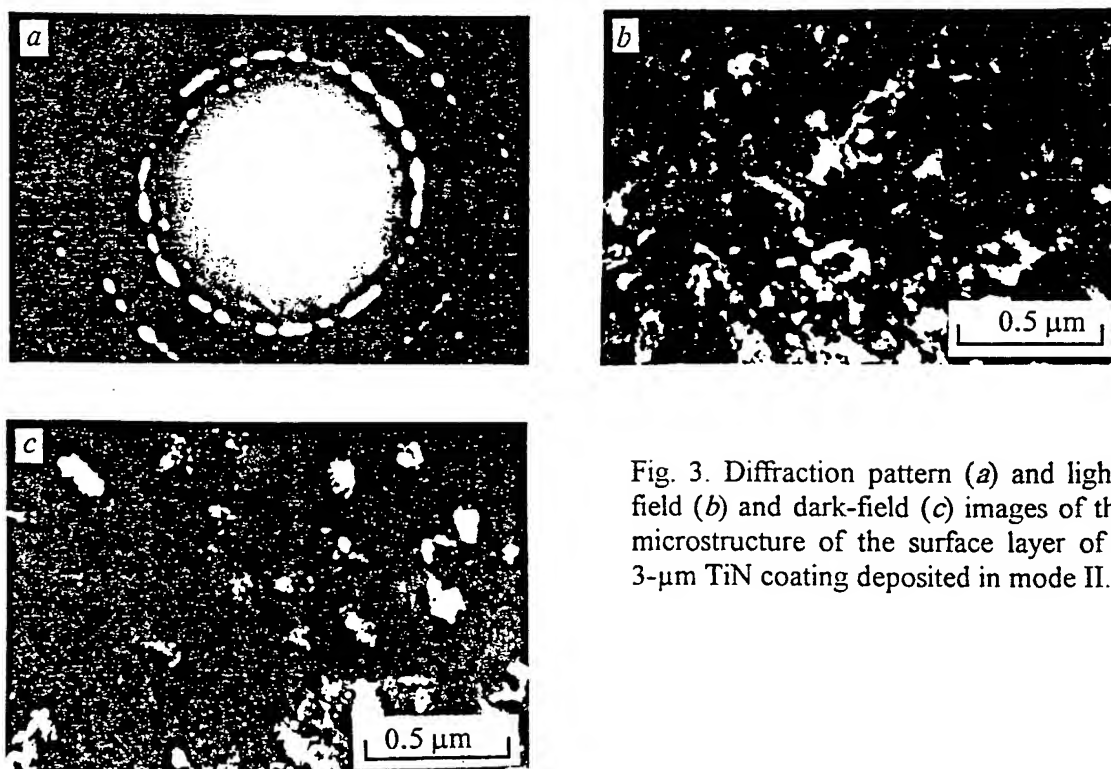 a
b
0.5 μm
c
0.5 μm
Fig. 3. Diffraction pattern (a) and ligh
field (b) and dark-field (c) images of th
microstructure of the surface layer of
3-μm TiN coating deposited in mode II.